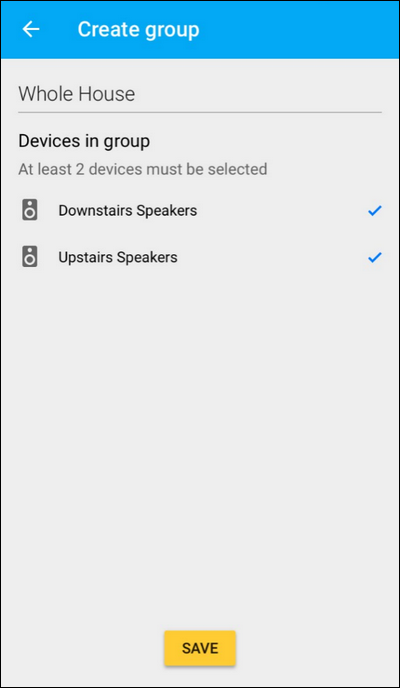 Create group
Whole House
Devices in group
At least 2 devices must be selected
Downstairs Speakers
Upstairs Speakers
SAVE